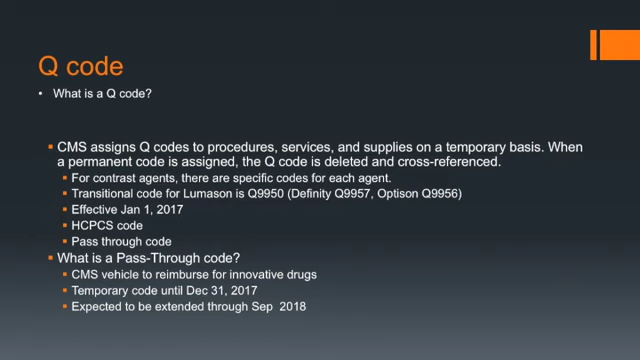 Q code
• What is a Q code?
CMS assigns Q codes to procedures, services, and supplies on a temporary basis. When
a permanent code is assigned, the Q code is deleted and cross-referenced.
For contrast agents, there are specific codes for each agent.
Transitional code for Lumason is Q9950 (Definity Q9957, Optison Q9956)
Effective Jan 1, 2017
HCPCS code
Pass through code
What is a Pass-Through code?
CMS vehicle to reimburse for innovative drugs
Temporary code until Dec 31, 2017
Expected to be extended through Sep 2018